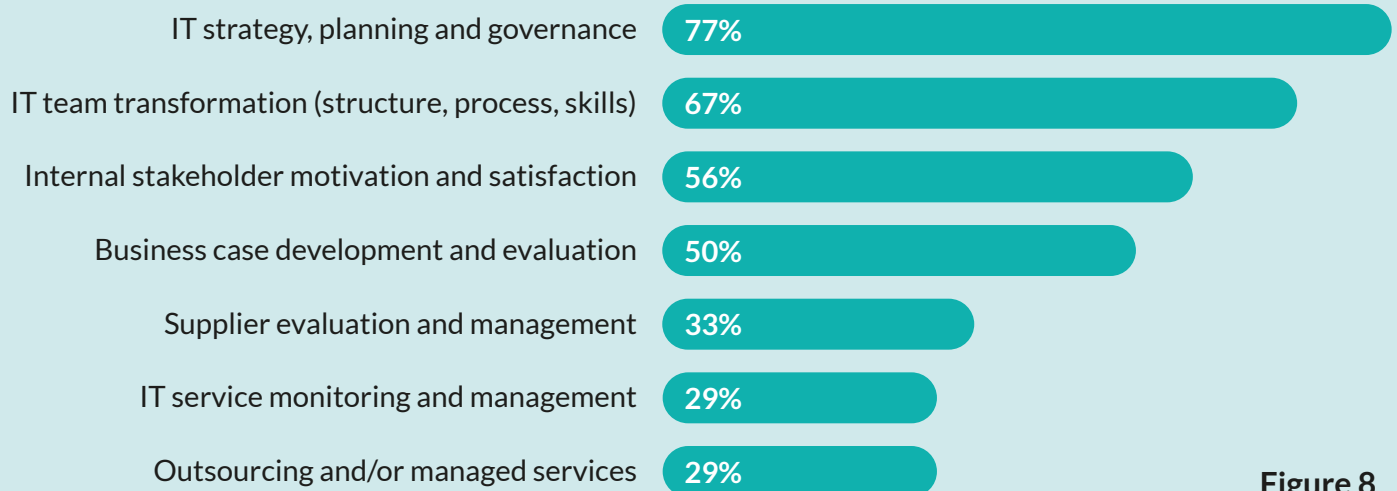 IT strategy, planning and governance 77%
IT team transformation (structure, process, skills) 67%
Internal stakeholder motivation and satisfaction 56%
Business case development and evaluation 50%
Supplier evaluation and management 33%
IT service monitoring and management 29%
Outsourcing and/or managed services 29%
Figure 8